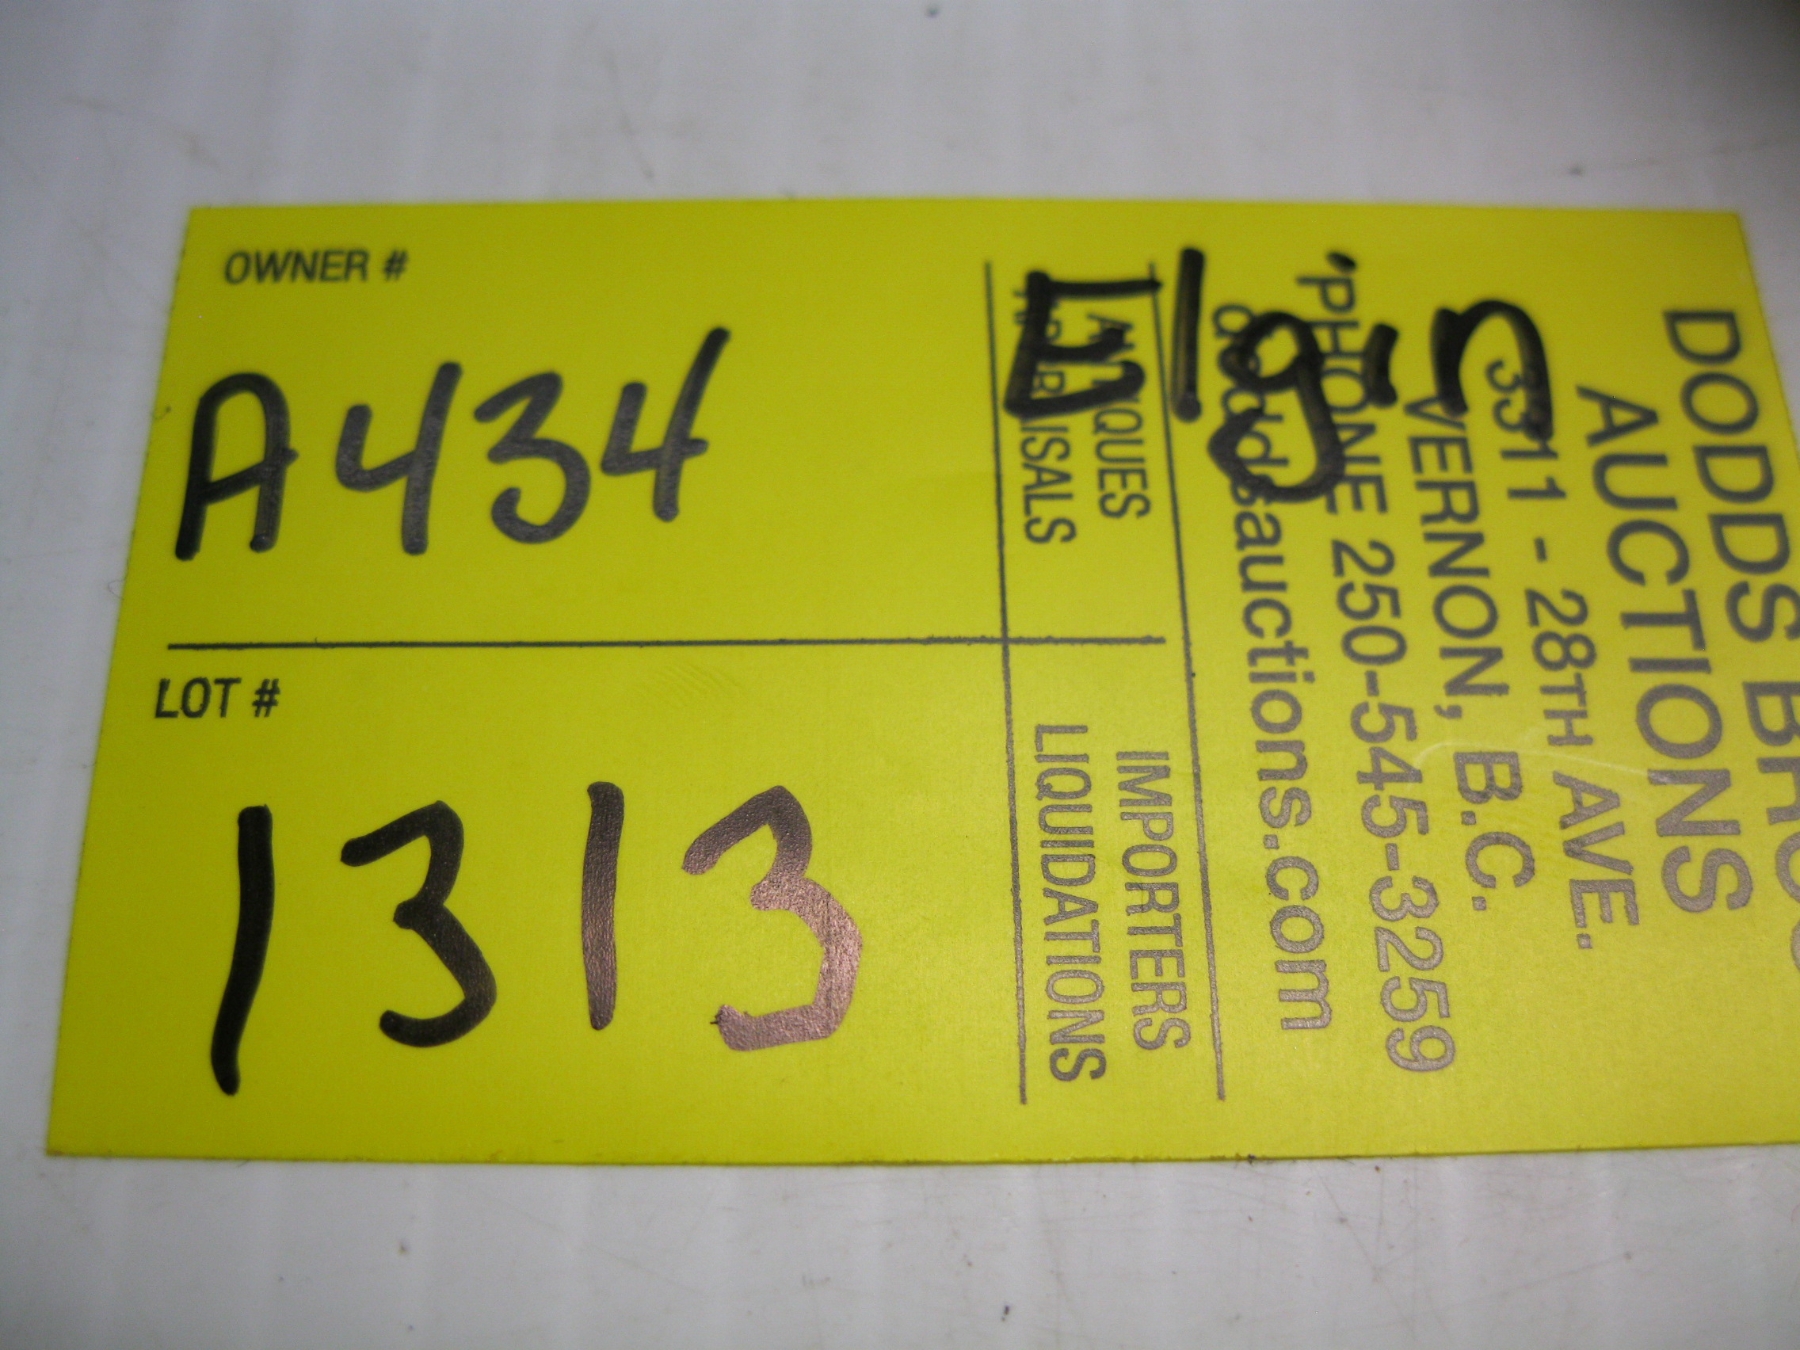 OWNER #
A434
LOT #
1313
Elgin
DODDS
AUCTIONS
3311 - 28TH AVE.
VERNON, B.C.
PHONE 250-545-3259
doddsauctions.com
ANTIQUES IMPORTERS
APPRAISALS LIQUIDATIONS